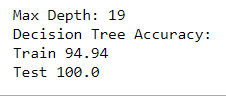 Max Depth: 19
Decision Tree Accuracy:
Train 94.94
Test 100.0